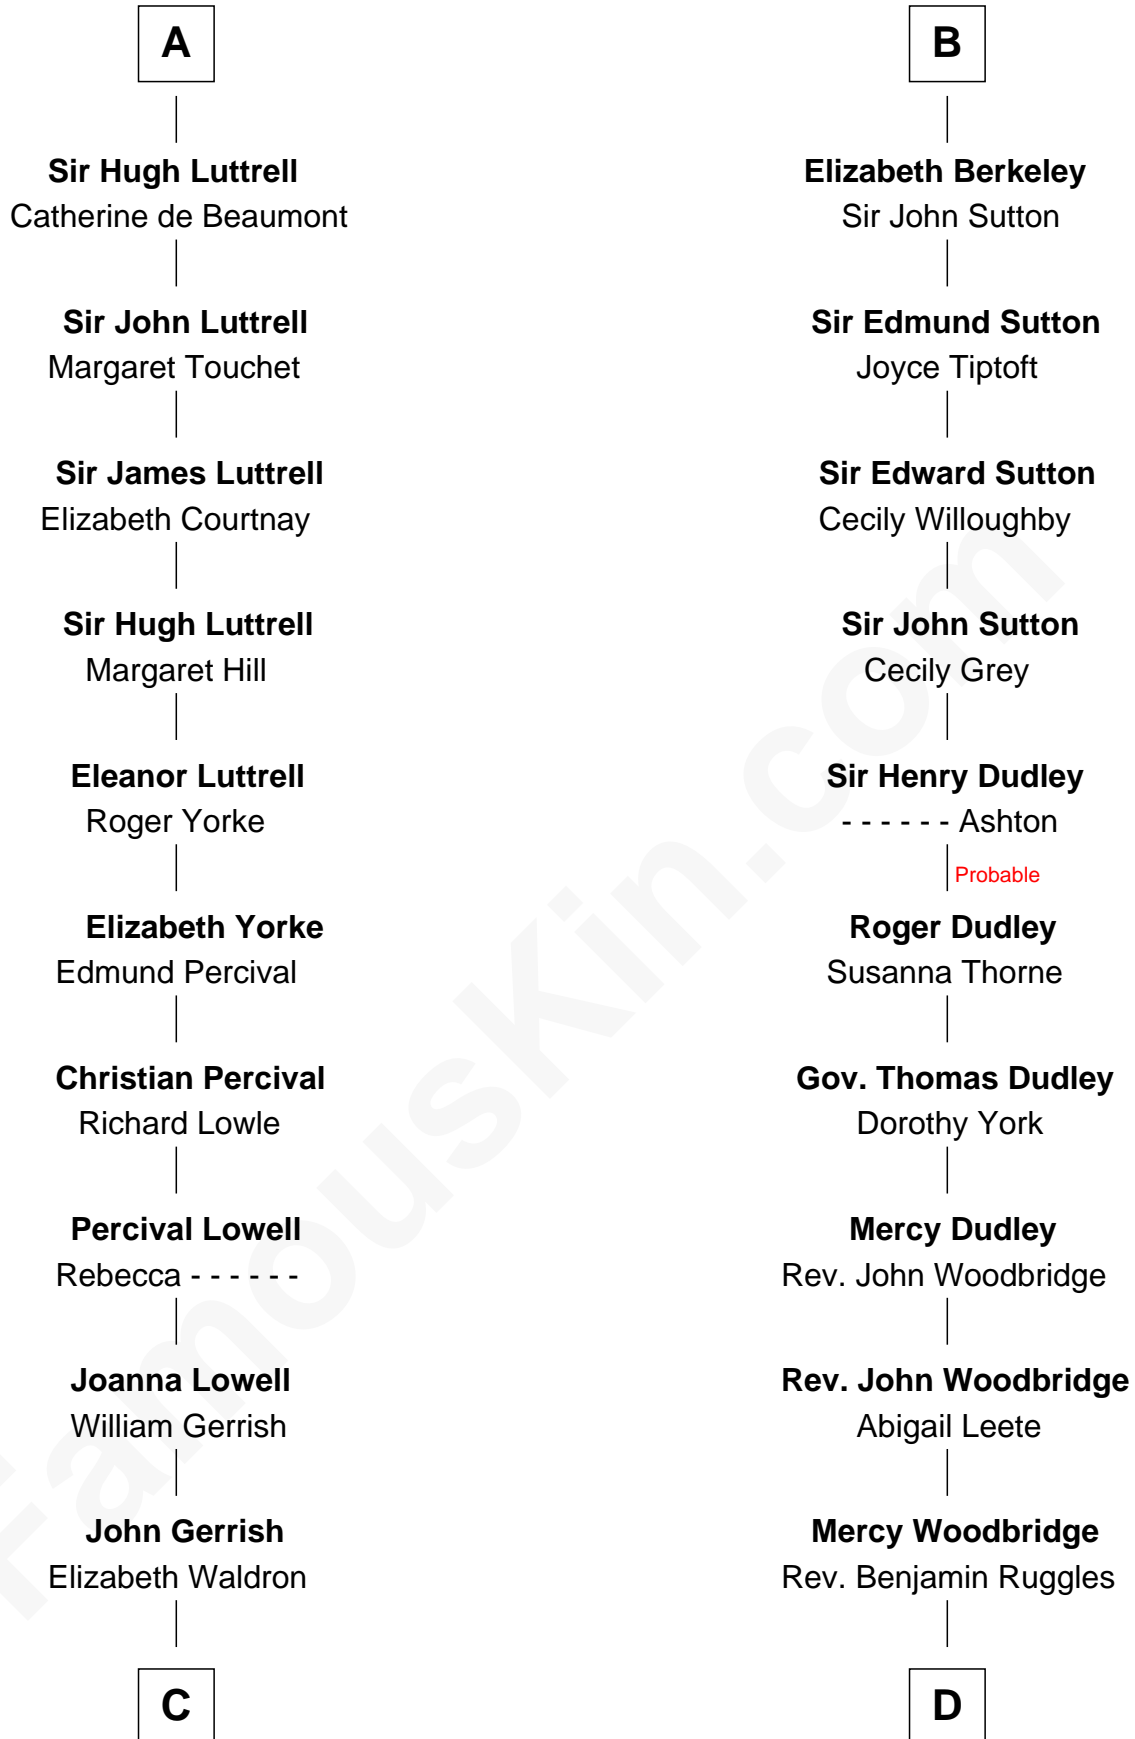 A
Sir Hugh Luttrell
Catherine de Beaumont
Sir John Luttrell
Margaret Touchet
Sir James Luttrell
Elizabeth Courtnay
Sir Hugh Luttrell
Margaret Hill
Eleanor Luttrell
Roger Yorke
Elizabeth Yorke
Edmund Percival
Christian Percival
Richard Lowle
Percival Lowell
Rebecca - - - - - -
Joanna Lowell
William Gerrish
John Gerrish
Elizabeth Waldron
C
B
Elizabeth Berkeley
Sir John Sutton
Sir Edmund Sutton
Joyce Tiptoft
Sir Edward Sutton
Cecily Willoughby
Sir John Sutton
Cecily Grey
Sir Henry Dudley
- - - - - - Ashton
Probable
Roger Dudley
Susanna Thorne
Gov. Thomas Dudley
Dorothy York
Mercy Dudley
Rev. John Woodbridge
Rev. John Woodbridge
Abigail Leete
Mercy Woodbridge
Rev. Benjamin Ruggles
D
FamousKin.com